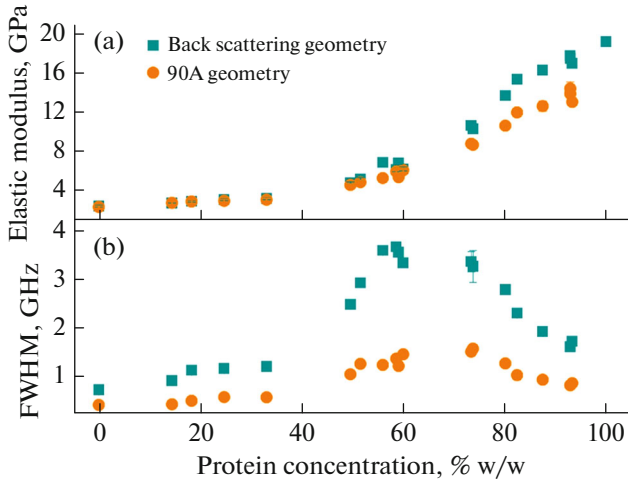 Elastic modulus, GPa
20
16
12
8
4
(a)
Back scattering geometry
90A geometry
FWHM, GHz
4
3
2
1
(b)
0 20 40 60 80 100
Protein concentration, % w/w